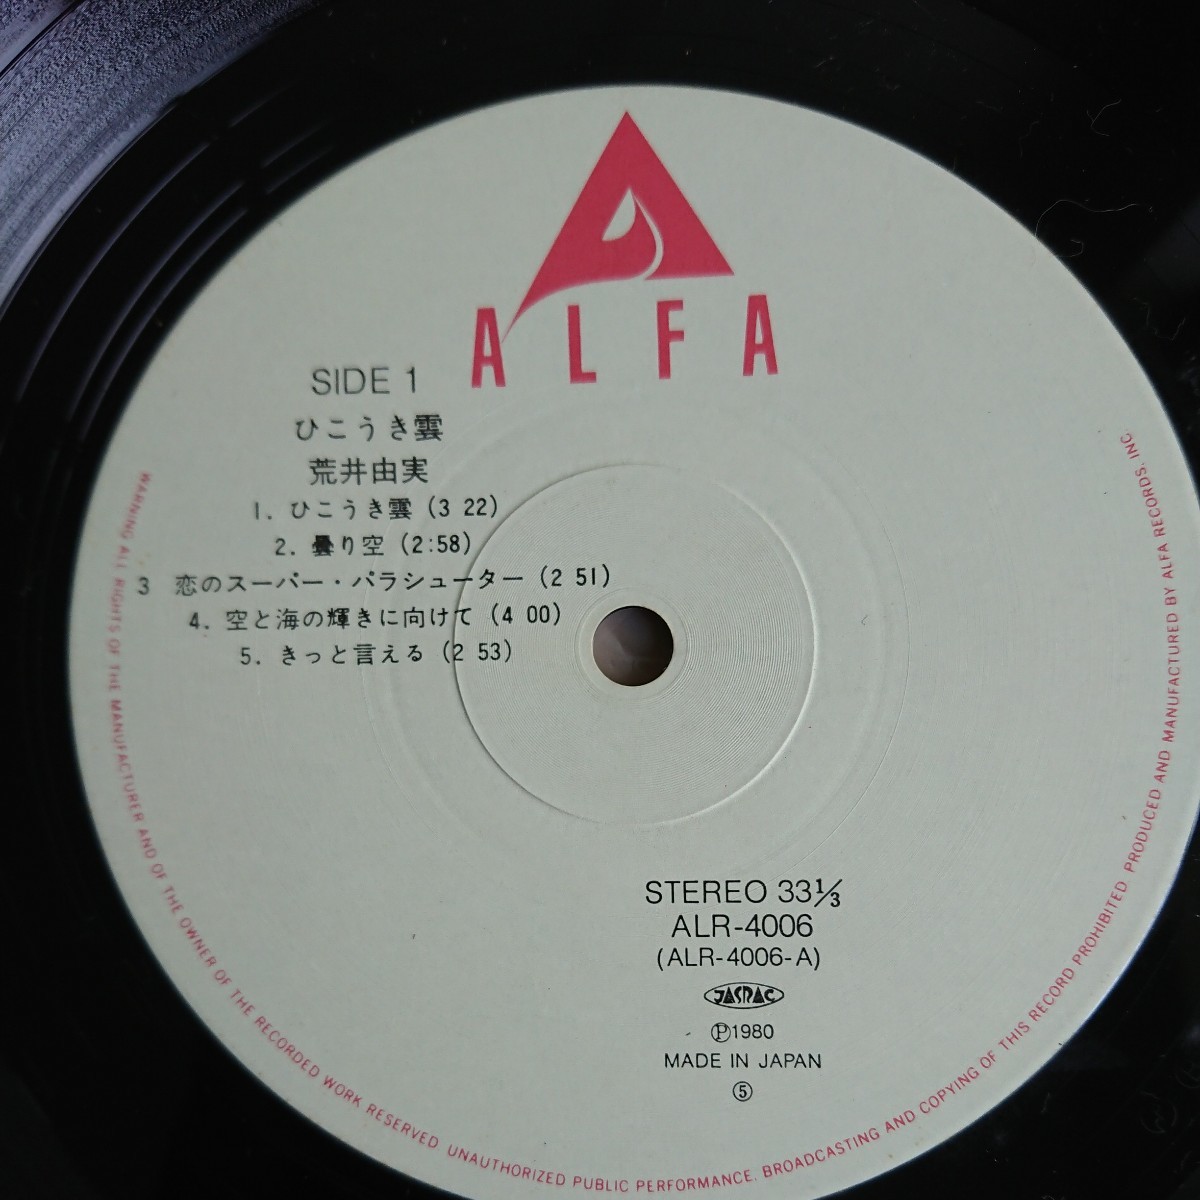 ALFA
SIDE 1
ひこうき雲
荒井由実
1. ひこうき雲 (3 22)
2. 曇り空 (2:58)
3 恋のスーパー・パラシューター (2 51)
4. 空と海の輝きに向けて (4 00)
5. きっと言える (2 53)
STEREO 33⅓
ALR-4006
(ALR-4006-A)
JASRAC
Ⓟ1980
MADE IN JAPAN
⑤
WARNING ALL RIGHTS OF THE MANUFACTURER AND OF THE OWNER OF THE RECORDED WORK RESERVED. UNAUTHORIZED PUBLIC PERFORMANCE. BROADCASTING AND COPYING OF THIS RECORD PROHIBITED PRODUCED AND MANUFACTURED BY ALFA RECORDS. INC.